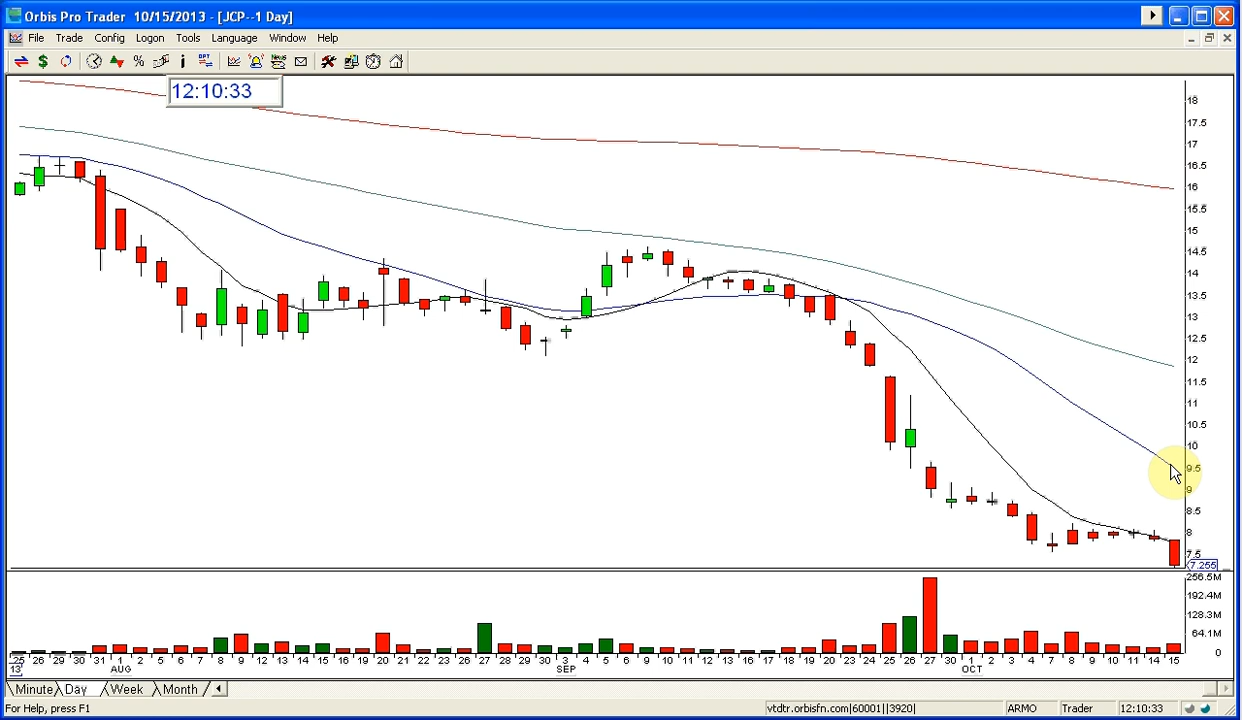 Orbis Pro Trader 10/15/2013 - [JCP--1 Day]
File Trade Config Logon Tools Language Window Help
12:10:33
18
17.5
17
16.5
16
15.5
15
14.5
14
13.5
13
12.5
12
11.5
11
10.5
10
9.5
9
8.5
8
7.5
7.255
256.5M
192.4M
128.3M
64.1M
0
25 26 29 30 31 1 2 5 6 7 8 9 12 13 14 15 16 19 20 21 22 23 26 27 28 29 30 3 4 5 6 9 10 11 12 13 16 17 18 19 20 23 24 25 26 27 30 1 2 3 4 7 8 9 10 11 14 15
13 AUG SEP OCT
Minute Day Week Month
For Help, press F1 vtdtr.orbisfn.com|60001||3920| ARMO Trader 12:10:33